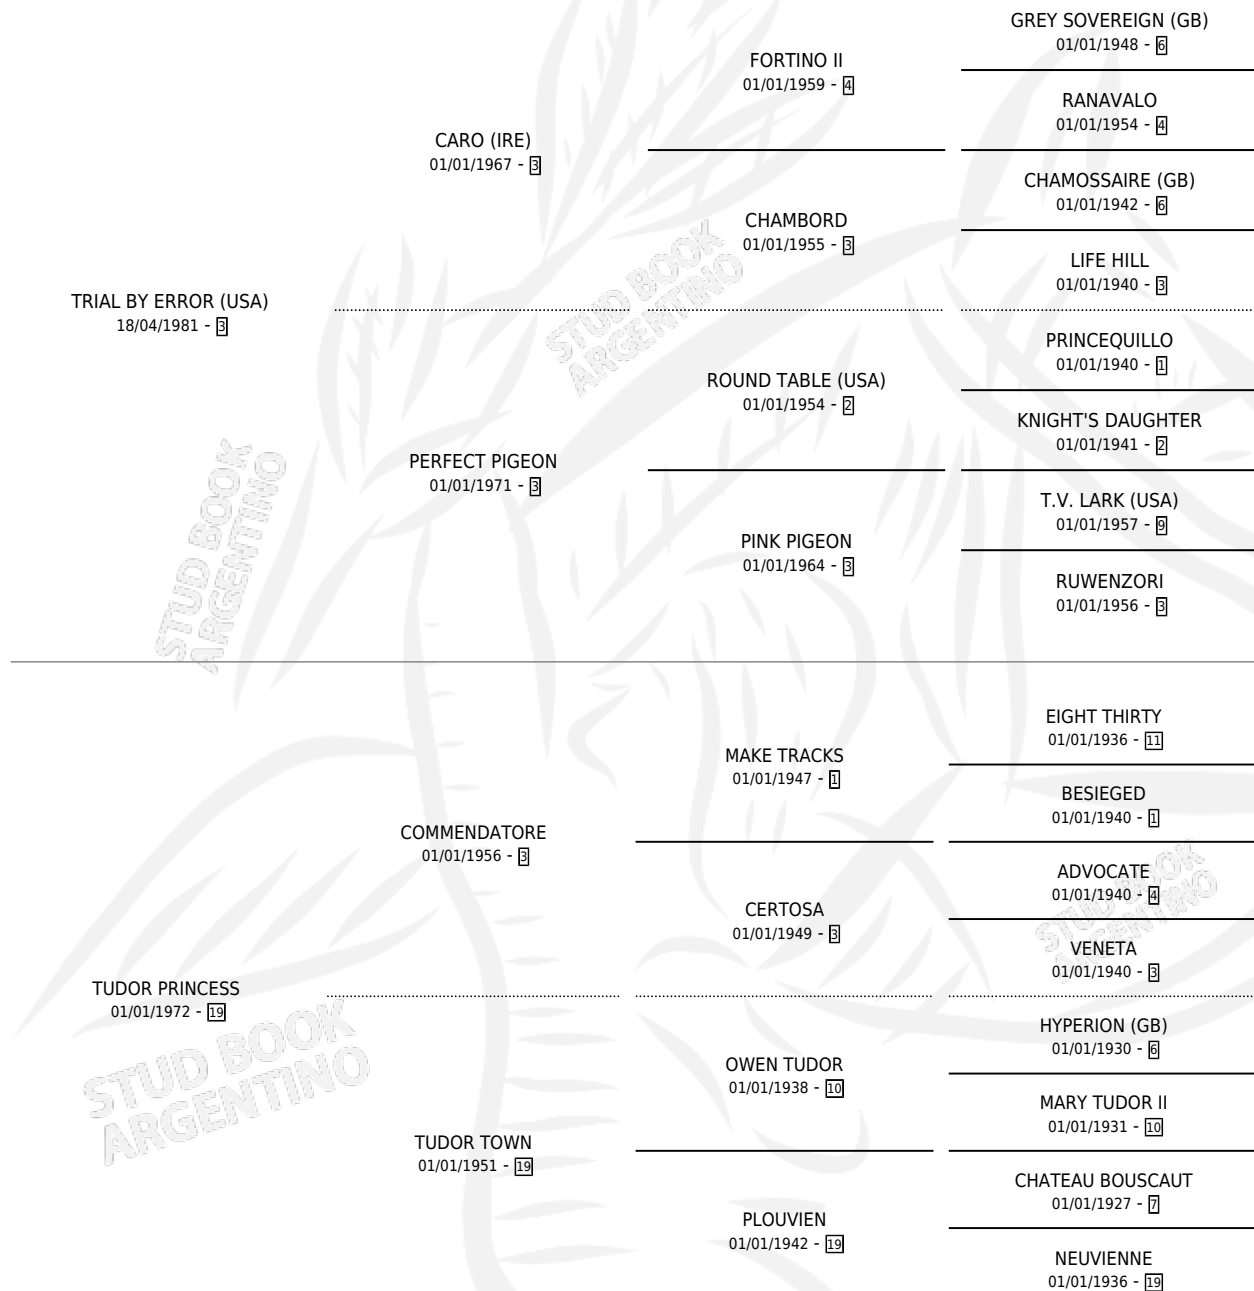 GREY SOVEREIGN (GB)
01/01/1948 - 6
FORTINO II
01/01/1959 - 4
RANAVALO
01/01/1954 - 4
CARO (IRE)
01/01/1967 - 3
CHAMOSSAIRE (GB)
01/01/1942 - 6
CHAMBORD
01/01/1955 - 3
LIFE HILL
01/01/1940 - 3
TRIAL BY ERROR (USA)
18/04/1981 - 3
STUD BOOK
ARGENTINO
PRINCEQUILLO
01/01/1940 - 1
ROUND TABLE (USA)
01/01/1954 - 2
KNIGHT'S DAUGHTER
01/01/1941 - 2
PERFECT PIGEON
01/01/1971 - 3
T.V. LARK (USA)
01/01/1957 - 9
PINK PIGEON
01/01/1964 - 3
RUWENZORI
01/01/1956 - 3
STUD BOOK
ARGENTINO
EIGHT THIRTY
01/01/1936 - 11
MAKE TRACKS
01/01/1947 - 1
BESIEGED
01/01/1940 - 1
COMMENDATORE
01/01/1956 - 3
ADVOCATE
01/01/1940 - 4
CERTOSA
01/01/1949 - 3
VENETA
01/01/1940 - 3
STUD BOOK
ARGENTINO
TUDOR PRINCESS
01/01/1972 - 19
STUD BOOK
ARGENTINO
HYPERION (GB)
01/01/1930 - 6
OWEN TUDOR
01/01/1938 - 10
MARY TUDOR II
01/01/1931 - 10
TUDOR TOWN
01/01/1951 - 19
CHATEAU BOUSCAUT
01/01/1927 - 7
PLOUVIEN
01/01/1942 - 19
NEUVIENNE
01/01/1936 - 19